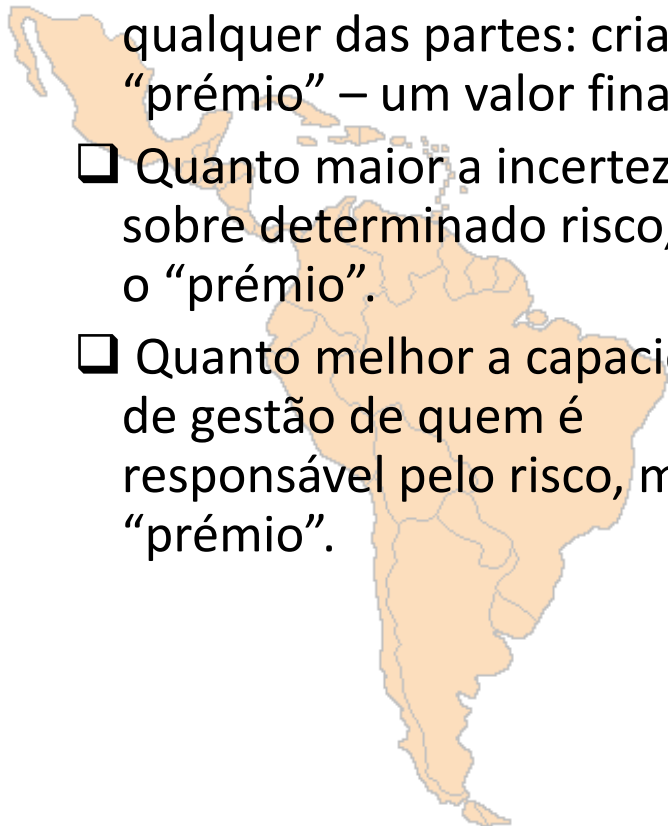 qualquer das partes: cria
“prémio” – um valor fina
❑ Quanto maior a incertez
sobre determinado risco,
o “prémio”.
❑ Quanto melhor a capaci
de gestão de quem é
responsável pelo risco, m
“prémio”.